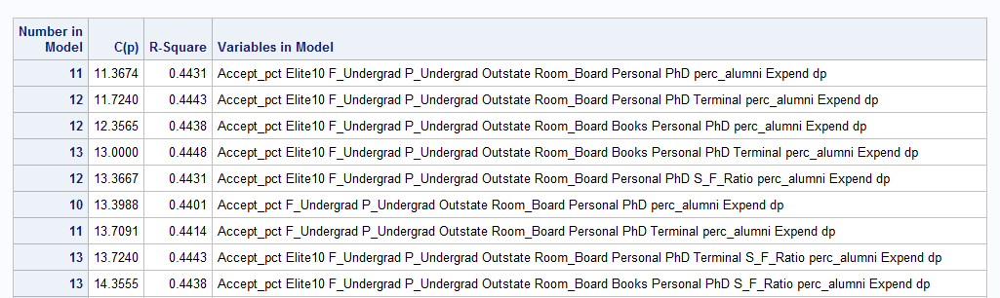 Number in Model C(p) R-Square Variables in Model
11 11.3674 0.4431 Accept_pct Elite10 F_Undergrad P_Undergrad Outstate Room_Board Personal PhD perc_alumni Expend dp
12 11.7240 0.4443 Accept_pct Elite10 F_Undergrad P_Undergrad Outstate Room_Board Personal PhD Terminal perc_alumni Expend dp
12 12.3565 0.4438 Accept_pct Elite10 F_Undergrad P_Undergrad Outstate Room_Board Books Personal PhD perc_alumni Expend dp
13 13.0000 0.4448 Accept_pct Elite10 F_Undergrad P_Undergrad Outstate Room_Board Books Personal PhD Terminal perc_alumni Expend dp
12 13.3667 0.4431 Accept_pct Elite10 F_Undergrad P_Undergrad Outstate Room_Board Personal PhD S_F_Ratio perc_alumni Expend dp
10 13.3988 0.4401 Accept_pct F_Undergrad P_Undergrad Outstate Room_Board Personal PhD perc_alumni Expend dp
11 13.7091 0.4414 Accept_pct F_Undergrad P_Undergrad Outstate Room_Board Personal PhD Terminal perc_alumni Expend dp
13 13.7240 0.4443 Accept_pct Elite10 F_Undergrad P_Undergrad Outstate Room_Board Personal PhD Terminal S_F_Ratio perc_alumni Expend dp
13 14.3555 0.4438 Accept_pct Elite10 F_Undergrad P_Undergrad Outstate Room_Board Books Personal PhD S_F_Ratio perc_alumni Expend dp